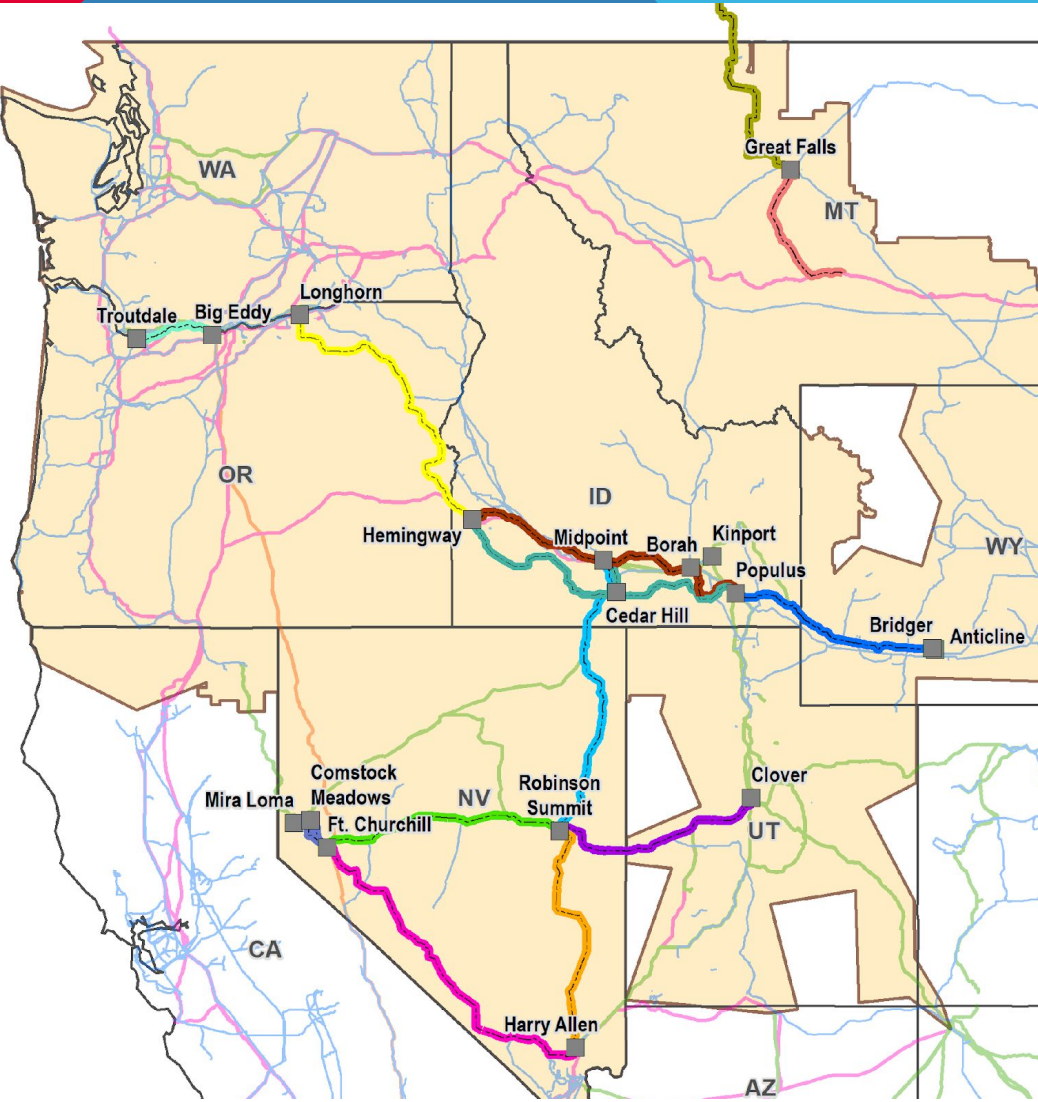 Great Falls
WA
MT
Longhorn
Troutdale
Big Eddy
OR
ID
Hemingway
Midpoint
Borah
Kinport
WY
Populus
Cedar Hill
Bridger
Anticline
Comstock
Meadows
Mira Loma
Ft. Churchill
NV
Robinson
Summit
Clover
UT
CA
Harry Allen
AZ